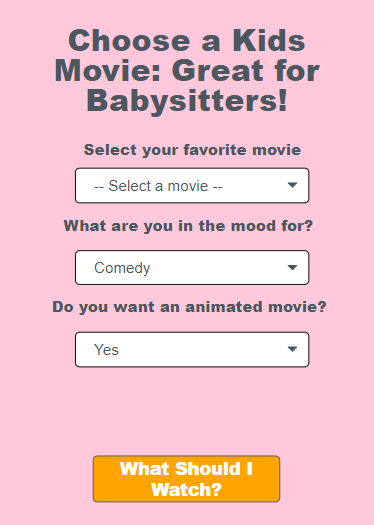 Choose a Kids
Movie: Great for
Babysitters!
Select your favorite movie
-- Select a movie --
What are you in the mood for?
Comedy
Do you want an animated movie?
Yes
What Should I
Watch?